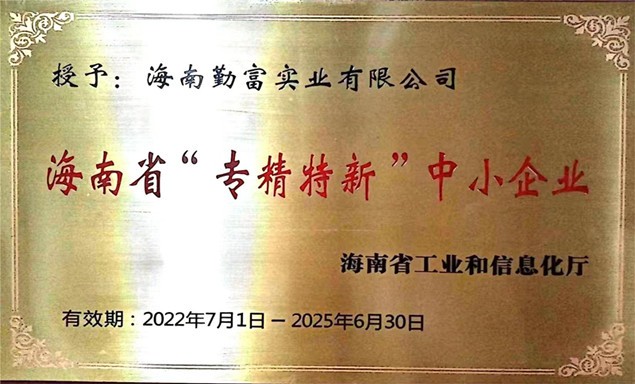 授予：海南勤富实业有限公司
海南省“专精特新”中小企业
海南省工业和信息化厅
有效期：2022年7月1日－2025年6月30日